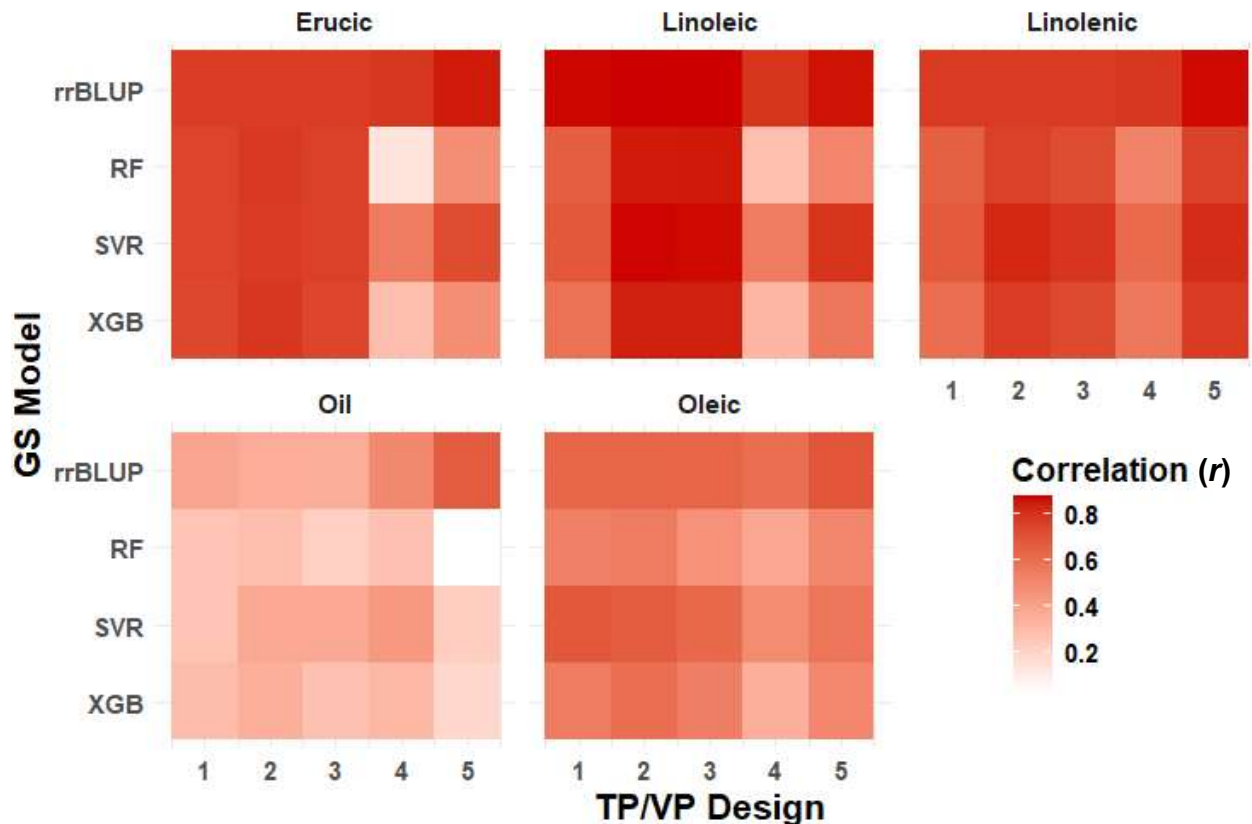 Erucic Linoleic Linolenic
rrBLUP
RF
SVR
XGB
1 2 3 4 5
GS Model
Oil Oleic
rrBLUP
RF
SVR
XGB
1 2 3 4 5 1 2 3 4 5
TP/VP Design
Correlation (r)
0.8
0.6
0.4
0.2